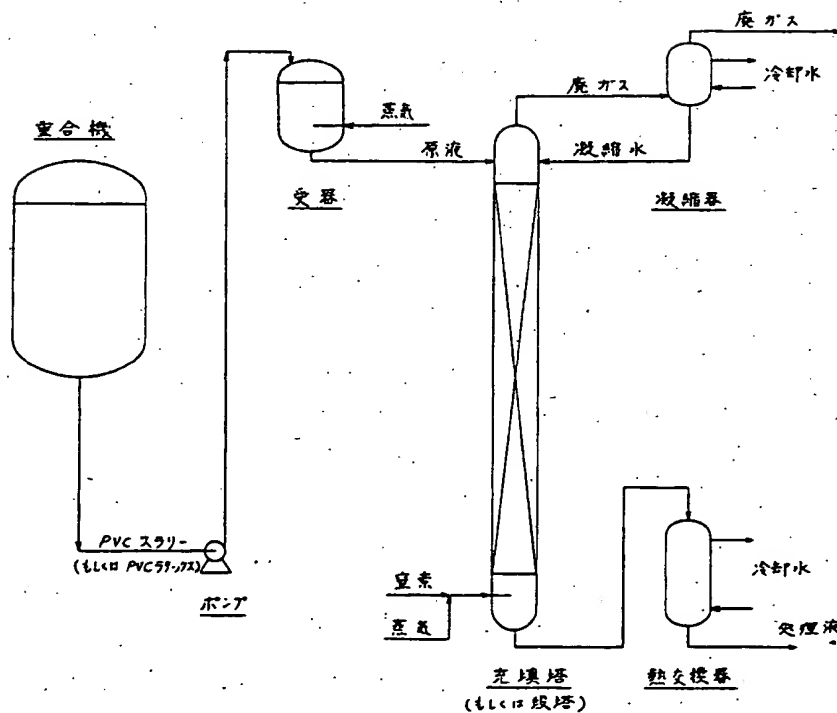 廃ガス
冷却水
廃ガス
重合機
蒸気
原液
凝縮水
受器
凝縮器
PVCスラリー
(もしくはPVCラテックス)
ポンプ
窒素
蒸気
冷却水
処理液
充填塔
(もしくは段塔)
熱交換器